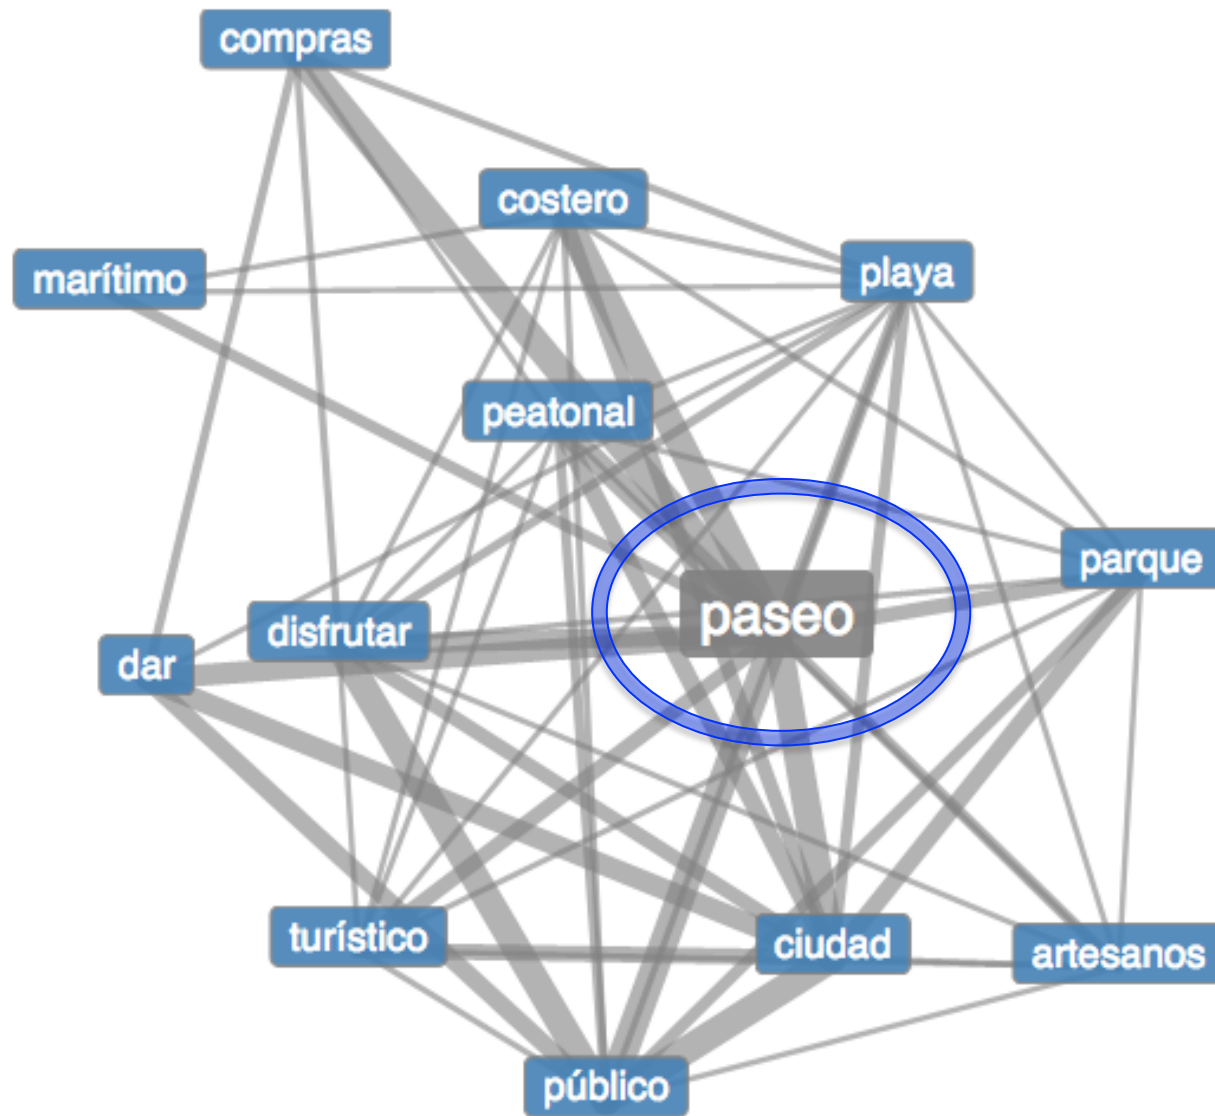 compras
costero
marítimo
playa
peatonal
parque
paseo
disfrutar
dar
turístico
ciudad
artesanos
público